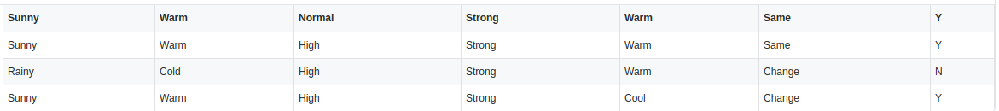 Sunny Warm Normal Strong Warm Same Y
Sunny Warm High Strong Warm Same Y
Rainy Cold High Strong Warm Change N
Sunny Warm High Strong Cool Change Y